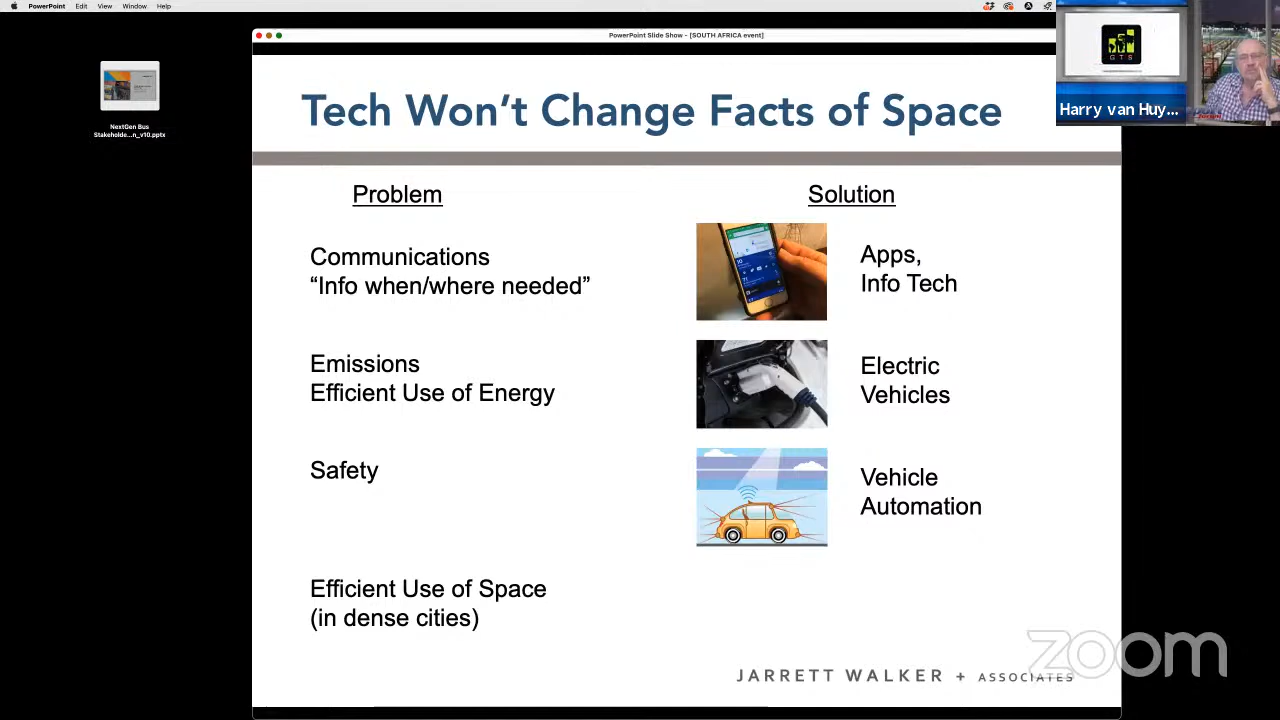 PowerPoint Edit View Window Help
PowerPoint Slide Show - [SOUTH AFRICA event]
GTS
Harry van Huy...
NextGen Bus
Stakeholde...n_v10.pptx
Tech Won’t Change Facts of Space
Problem
Solution
Communications
“Info when/where needed”
Apps,
Info Tech
Emissions
Efficient Use of Energy
Electric
Vehicles
Safety
Vehicle
Automation
Efficient Use of Space
(in dense cities)
zoom
JARRETT WALKER + ASSOCIATES